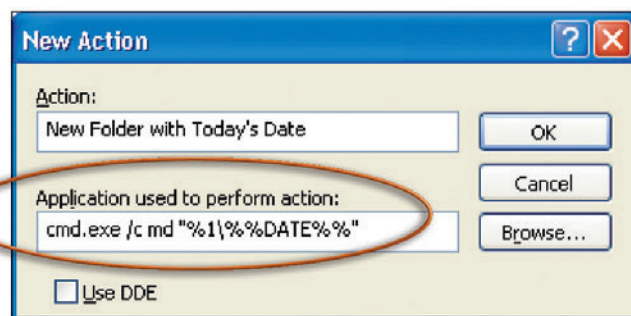 New Action
Action:
New Folder with Today's Date
OK
Application used to perform action:
cmd.exe /c md "%1\%%DATE%%"
Cancel
Browse...
Use DDE